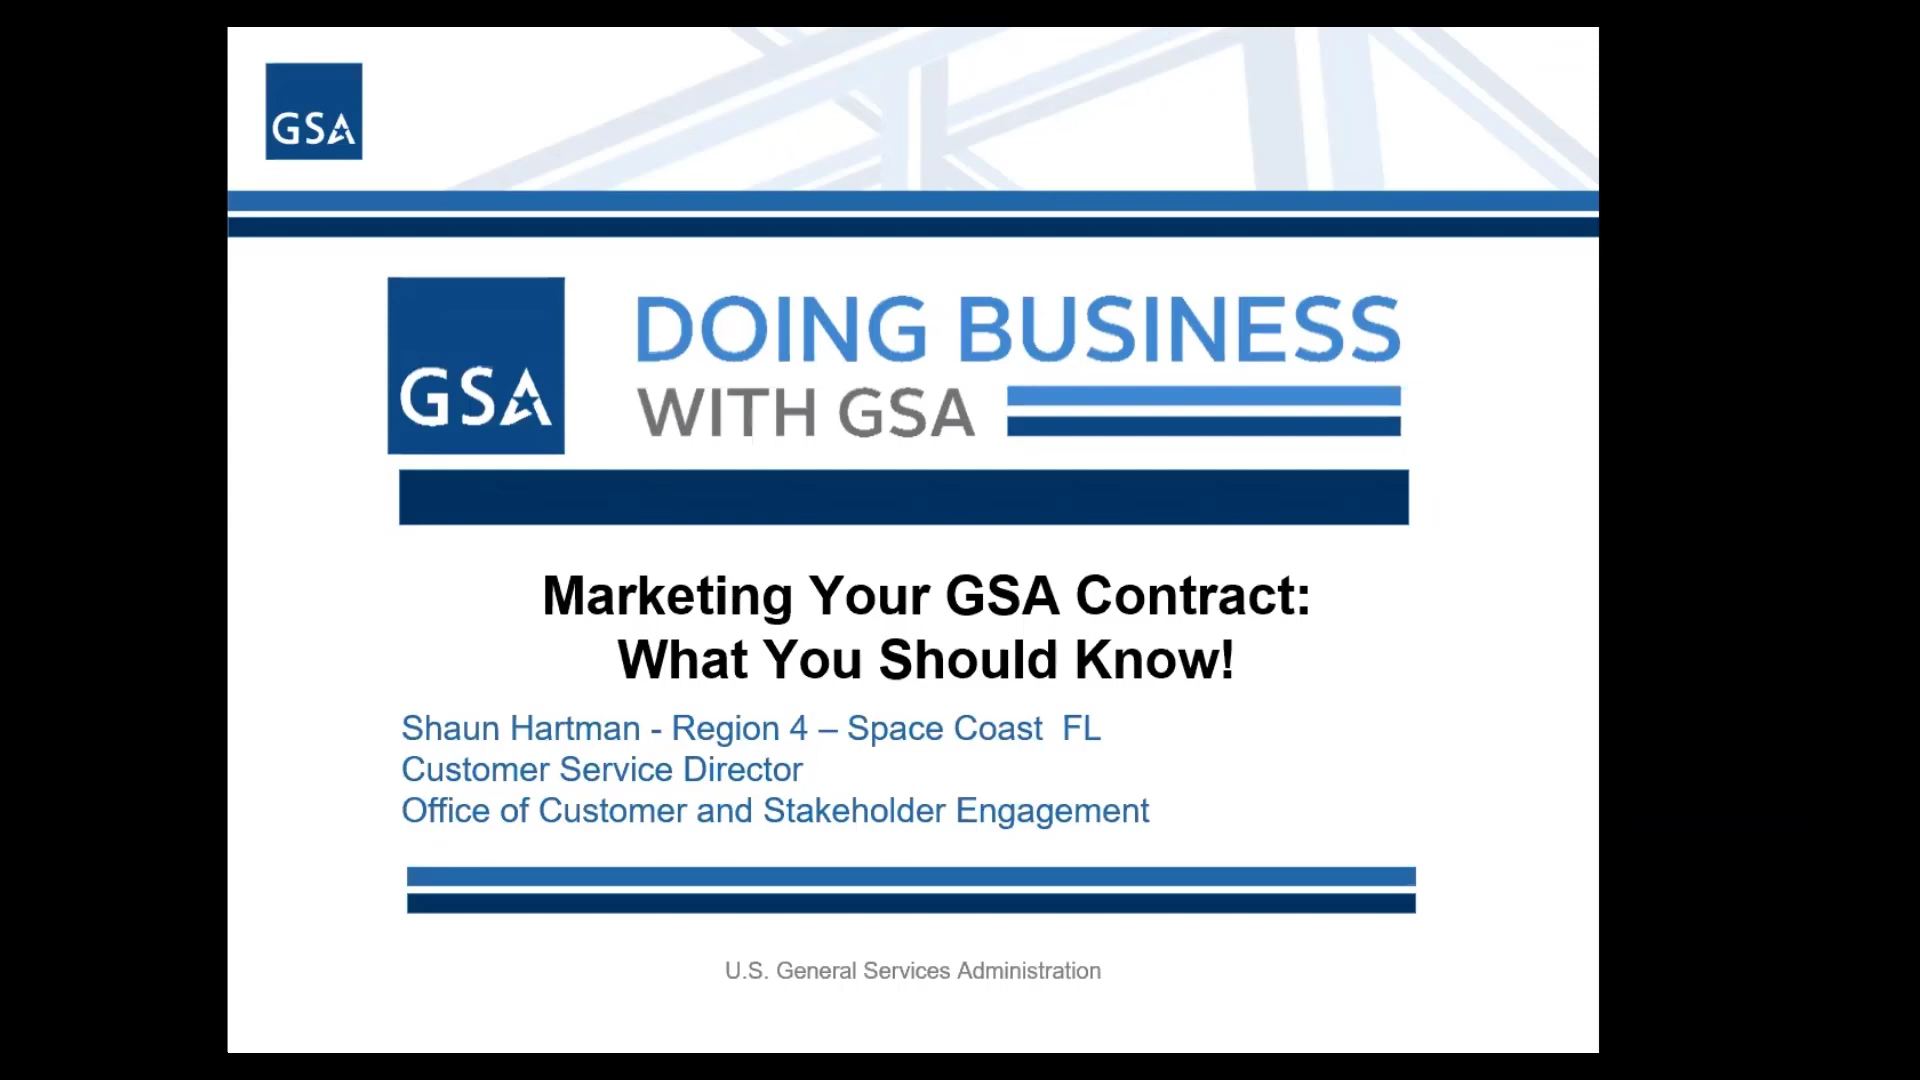 GSA
GSA
DOING BUSINESS
WITH GSA
Marketing Your GSA Contract:
What You Should Know!
Shaun Hartman - Region 4 – Space Coast  FL
Customer Service Director
Office of Customer and Stakeholder Engagement
U.S. General Services Administration